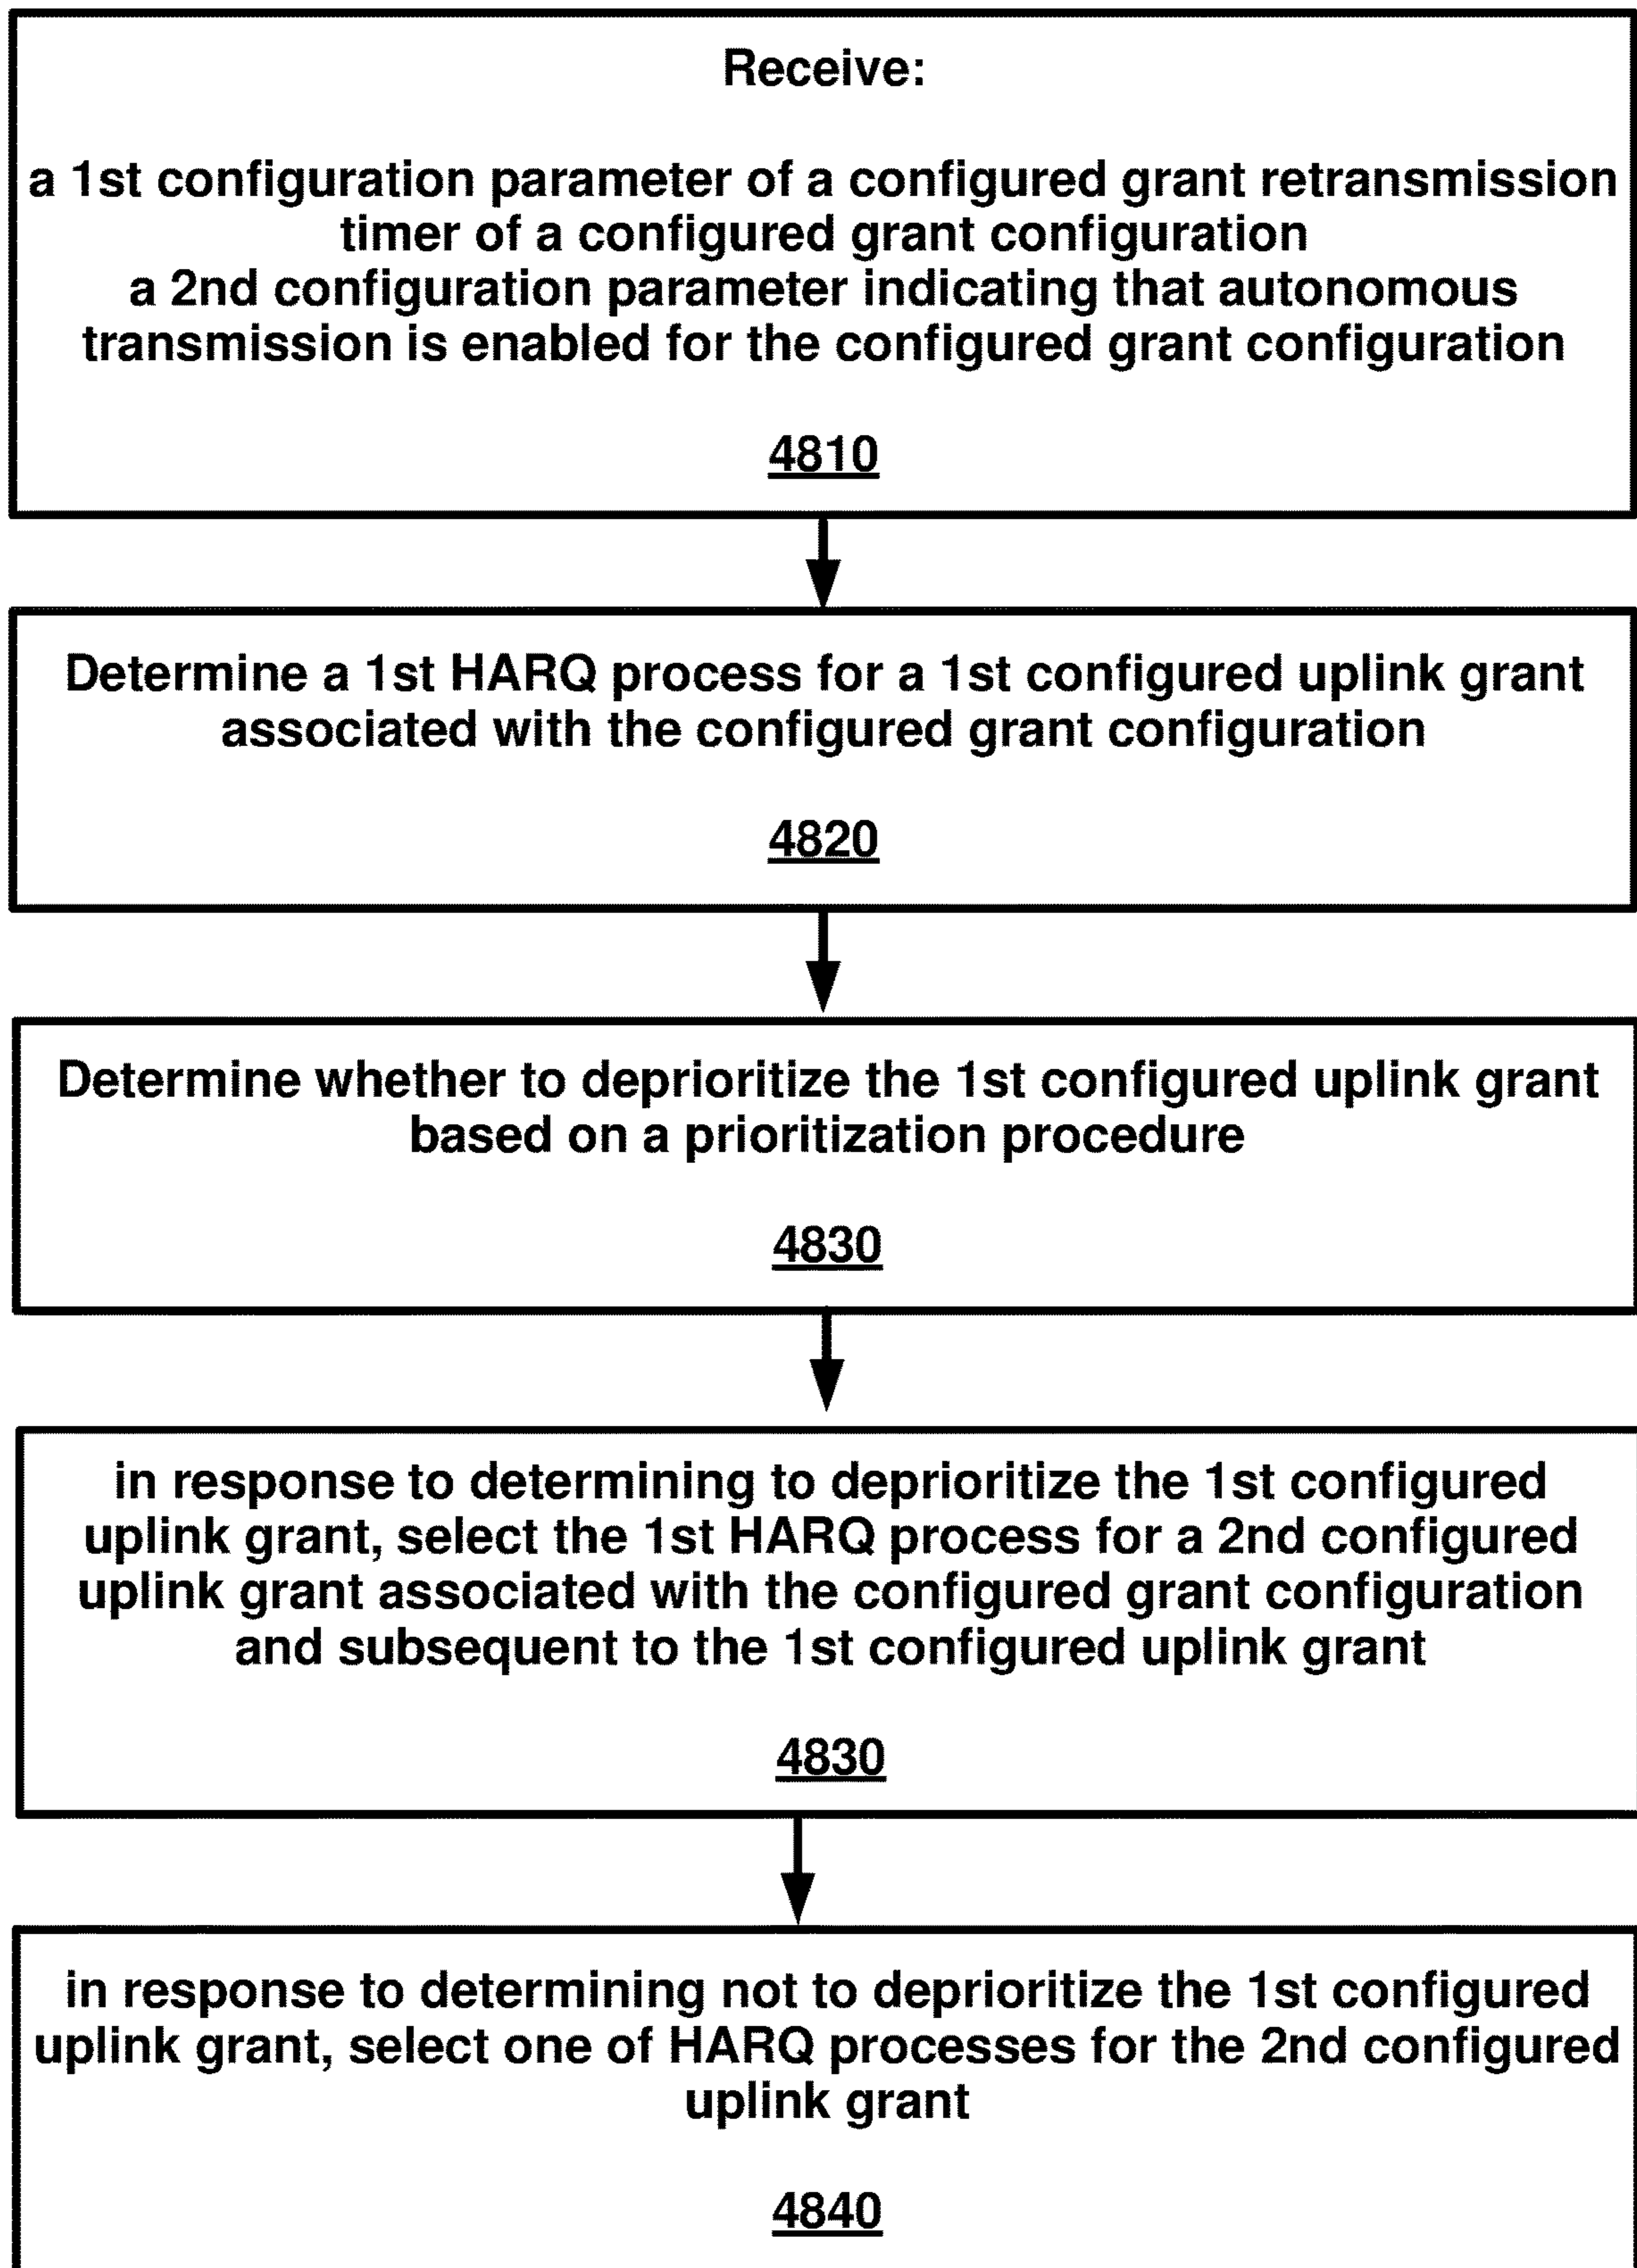 Receive:
a 1st configuration parameter of a configured grant retransmission
timer of a configured grant configuration
a 2nd configuration parameter indicating that autonomous
transmission is enabled for the configured grant configuration
4810
Determine a 1st HARQ process for a 1st configured uplink grant
associated with the configured grant configuration
4820
Determine whether to deprioritize the 1st configured uplink grant
based on a prioritization procedure
4830
in response to determining to deprioritize the 1st configured
uplink grant, select the 1st HARQ process for a 2nd configured
uplink grant associated with the configured grant configuration
and subsequent to the 1st configured uplink grant
4830
in response to determining not to deprioritize the 1st configured
uplink grant, select one of HARQ processes for the 2nd configured
uplink grant
4840